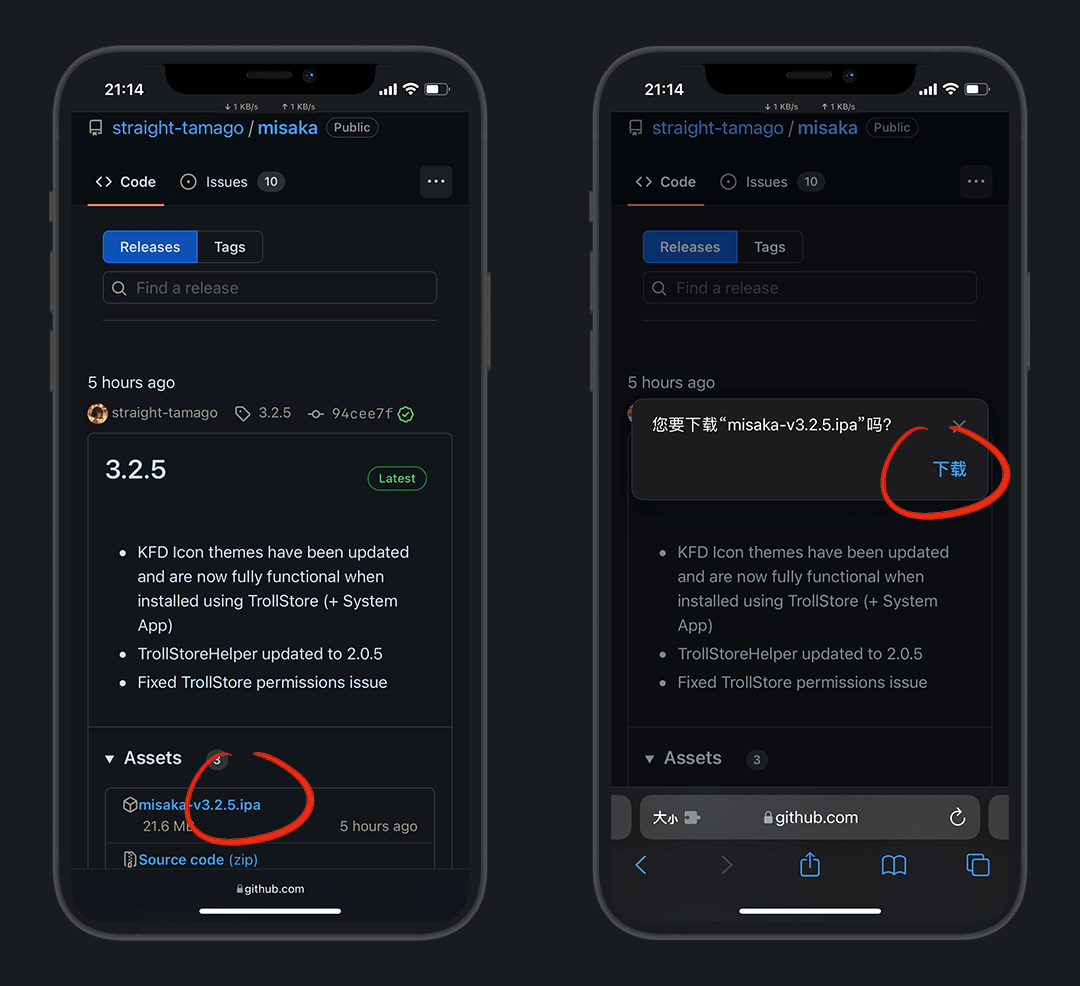 21:14
↓ 1 KB/s ↑ 1 KB/s
straight-tamago / misaka Public
Code Issues 10 ...
Releases Tags
Find a release
5 hours ago
straight-tamago 3.2.5 94cee7f
3.2.5
Latest
• KFD Icon themes have been updated
and are now fully functional when
installed using TrollStore (+ System
App)
• TrollStoreHelper updated to 2.0.5
• Fixed TrollStore permissions issue
Assets 3
misaka-v3.2.5.ipa
21.6 MB 5 hours ago
Source code (zip)
github.com
21:14
↓ 1 KB/s ↑ 1 KB/s
straight-tamago / misaka Public
Code Issues 10 ...
Releases Tags
Find a release
5 hours ago
您要下载“misaka-v3.2.5.ipa”吗?
下载
• KFD Icon themes have been updated
and are now fully functional when
installed using TrollStore (+ System
App)
• TrollStoreHelper updated to 2.0.5
• Fixed TrollStore permissions issue
Assets 3
大小 github.com